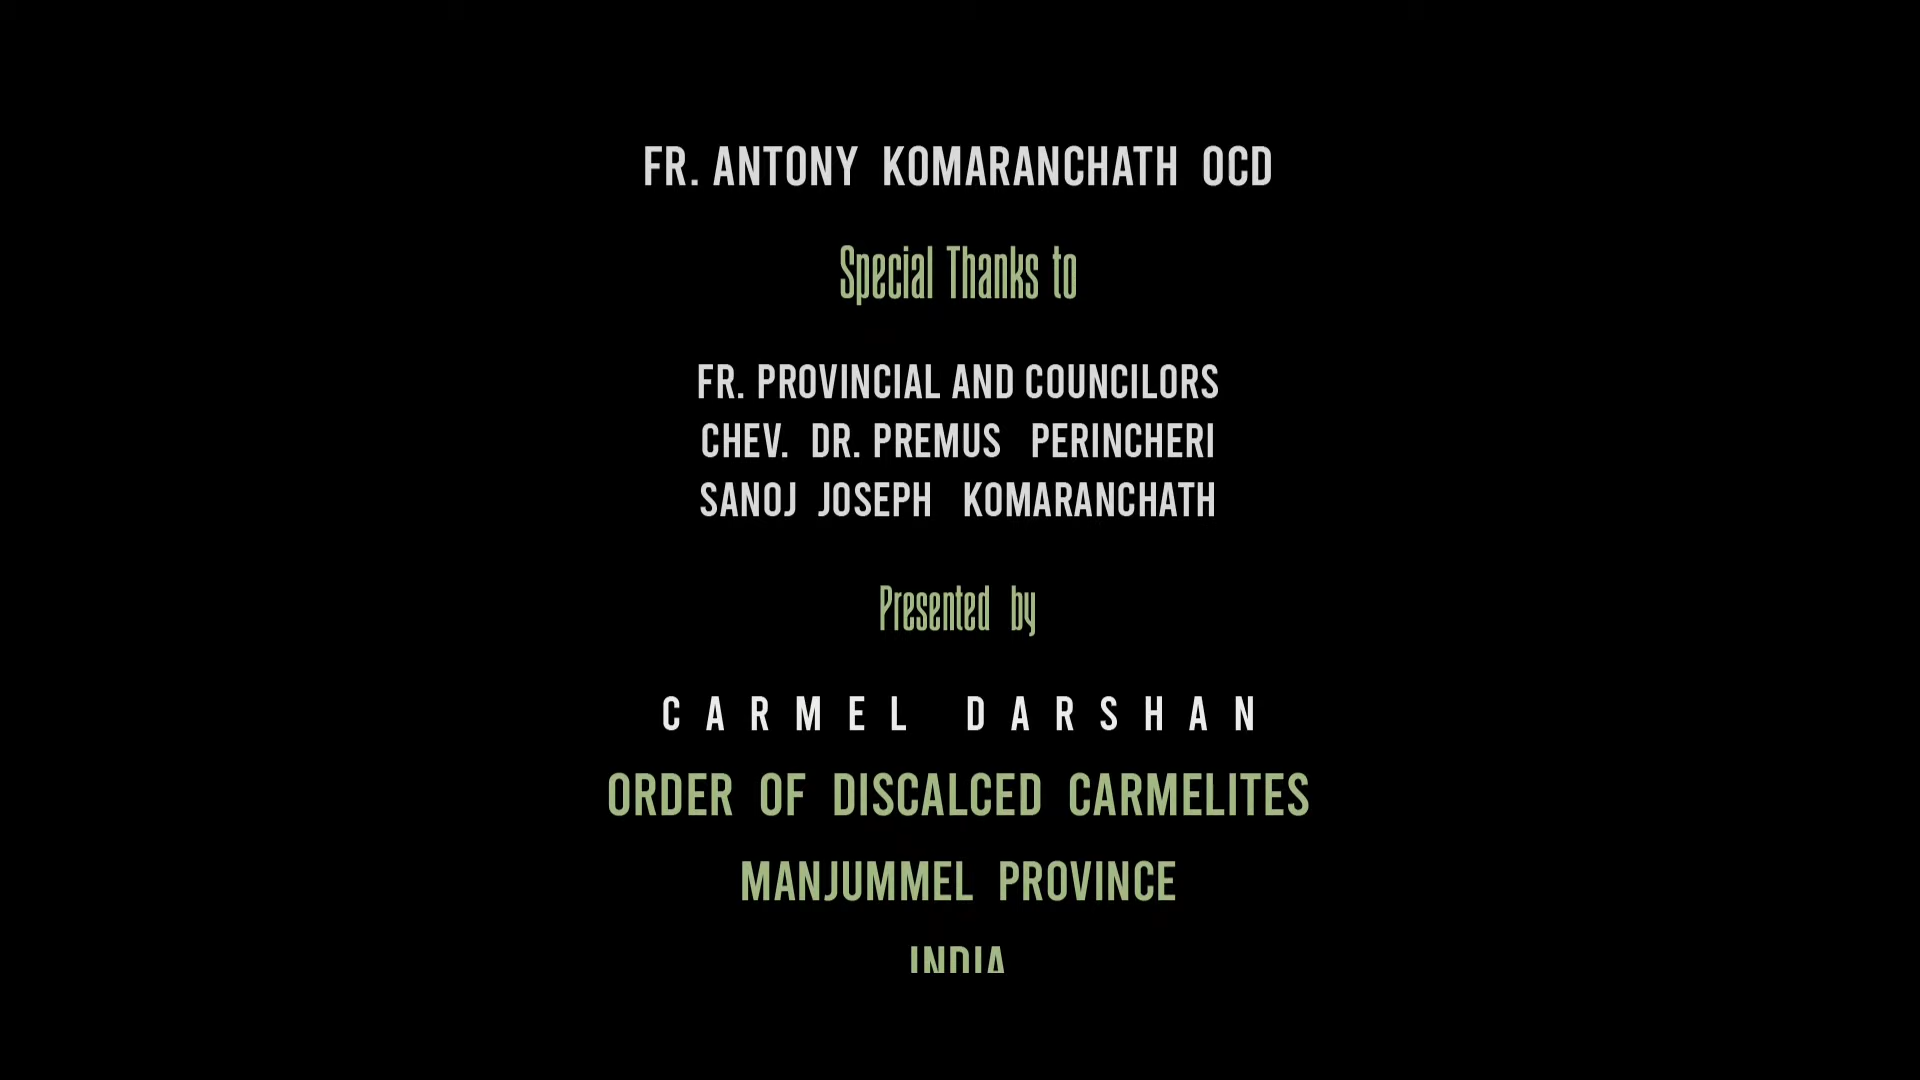 FR. ANTONY KOMARANCHATH OCD
Special Thanks to
FR. PROVINCIAL AND COUNCILORS
CHEV. DR. PREMUS PERINCHERI
SANOJ JOSEPH KOMARANCHATH
Presented by
CARMEL DARSHAN
ORDER OF DISCALCED CARMELITES
MANJUMMEL PROVINCE
INDIA